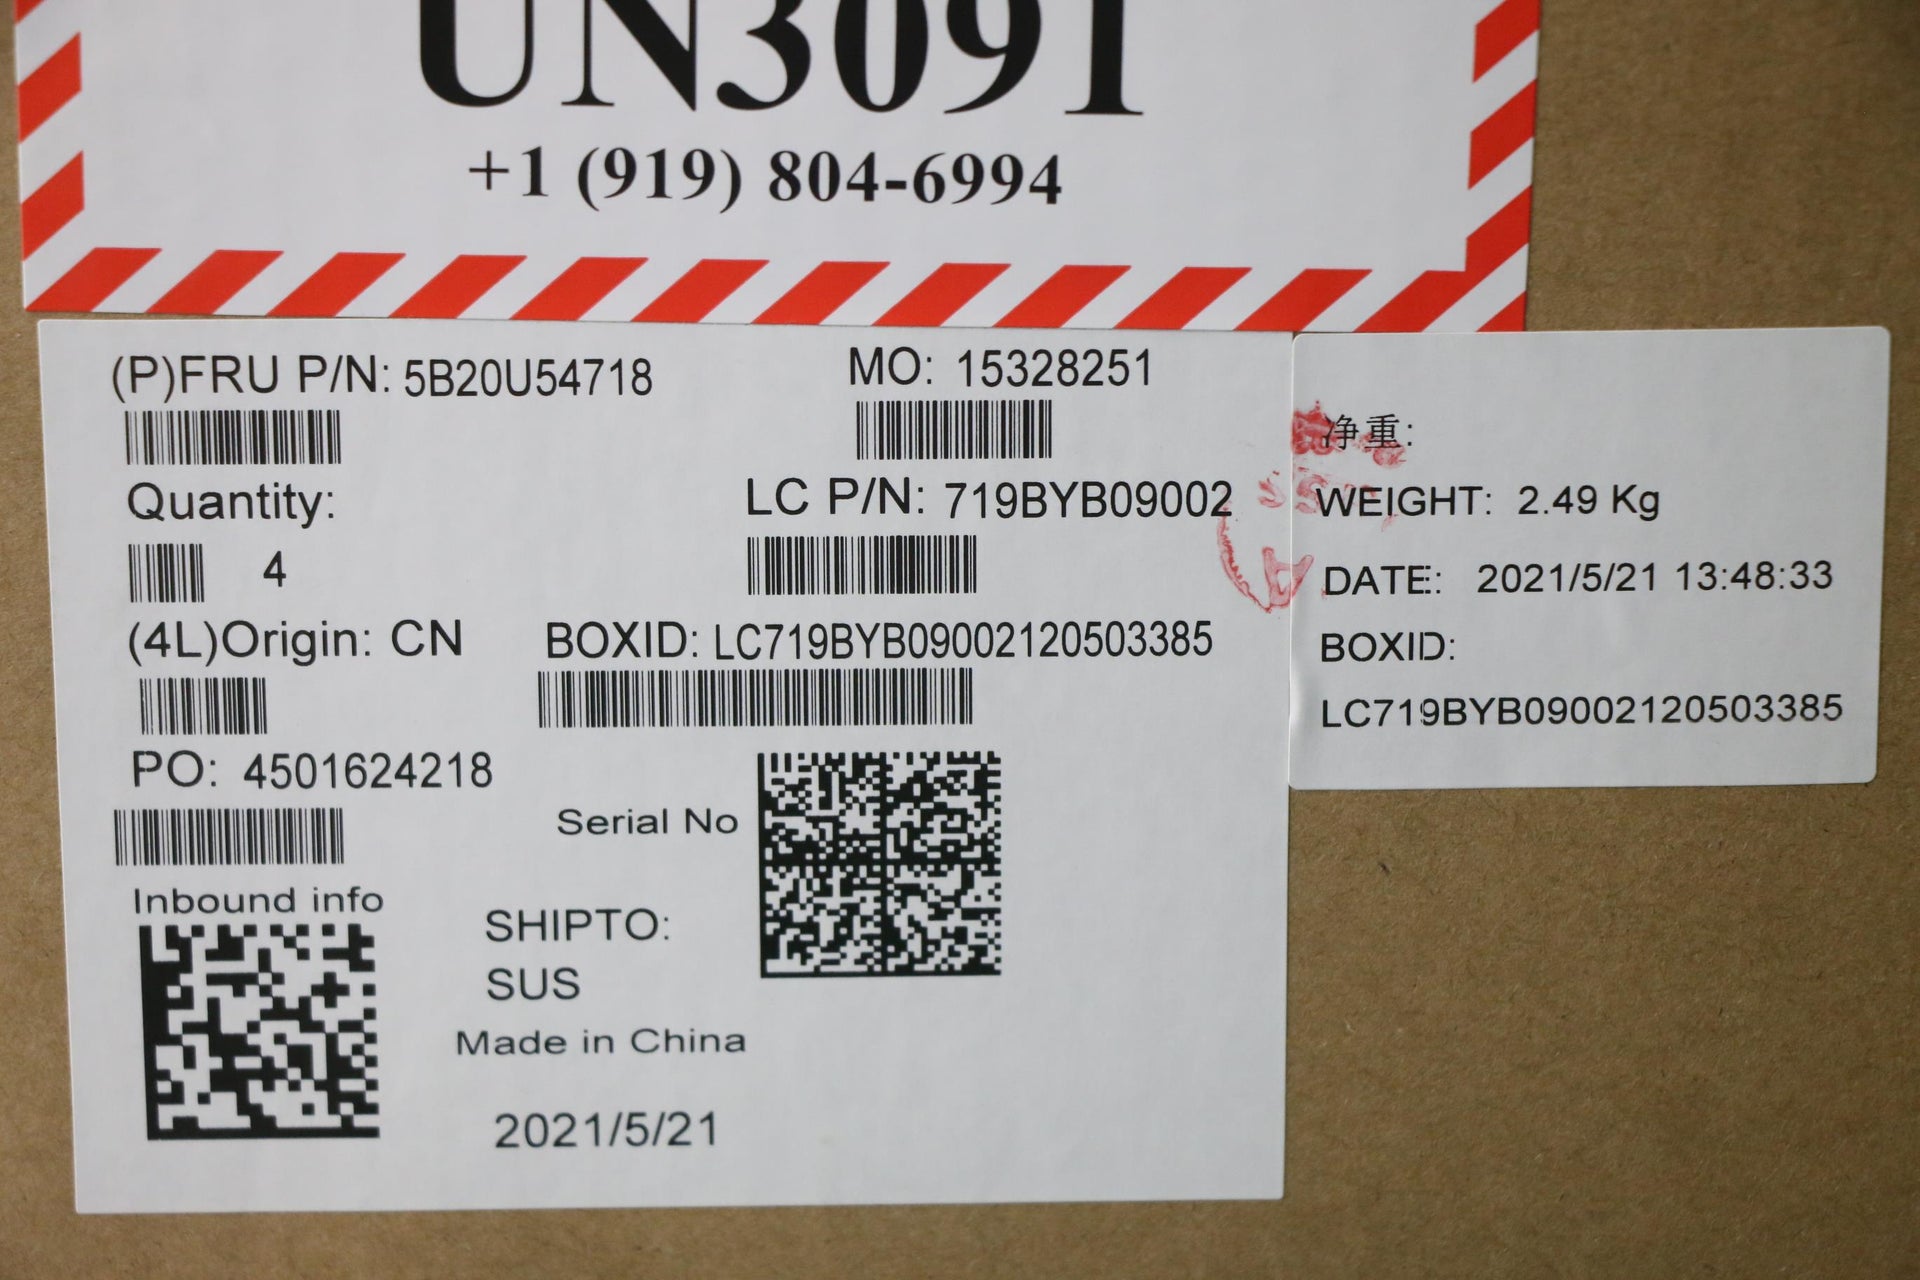 UN3091
+1 (919) 804-6994
(P)FRU P/N: 5B20U54718
MO: 15328251
Quantity:
4
LC P/N: 719BYB09002
(4L)Origin: CN
BOXID: LC719BYB09002120503385
PO: 4501624218
Serial No
Inbound info
SHIPTO:
SUS
Made in China
2021/5/21
净重:
WEIGHT: 2.49 Kg
DATE: 2021/5/21 13:48:33
BOXID:
LC719BYB09002120503385